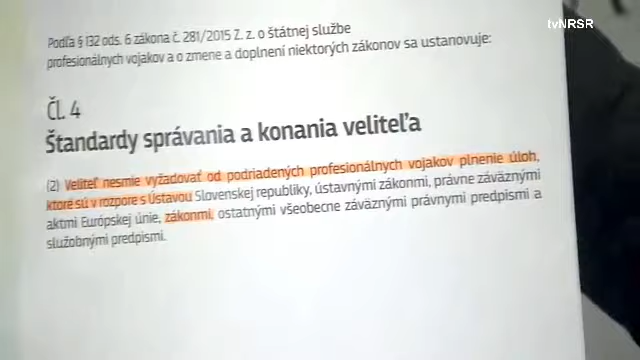 tvNRSR
Podľa § 132 ods. 6 zákona č. 281/2015 Z. z. o štátnej službe
profesionálnych vojakov a o zmene a doplnení niektorých zákonov sa ustanovuje:
ČL. 4
Štandardy správania a konania veliteľa
(2) Veliteľ nesmie vyžadovať od podriadených profesionálnych vojakov plnenie úloh,
ktoré sú v rozpore s Ústavou Slovenskej republiky, ústavnými zákonmi, právne záväznými
aktmi Európskej únie, zákonmi, ostatnými všeobecne záväznými právnymi predpismi a
služobnými predpismi.